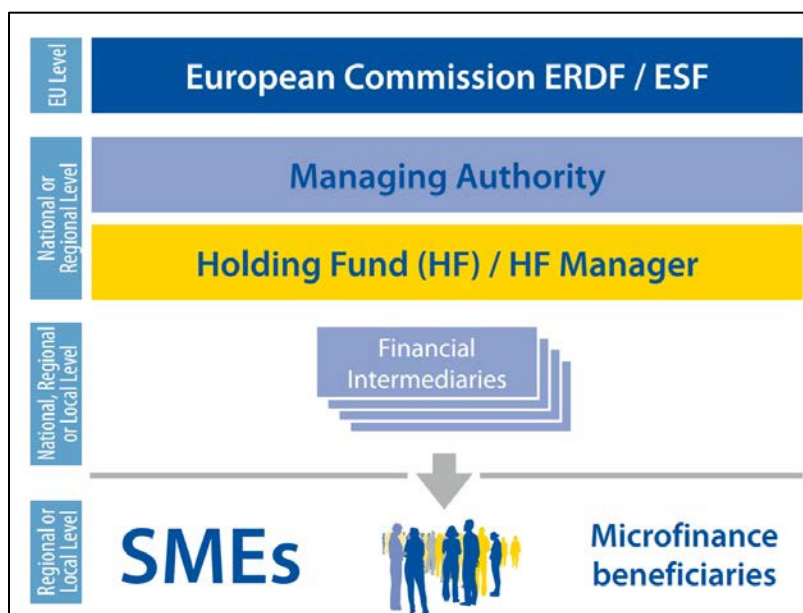 EU Level
European Commission ERDF / ESF
National or
Regional Level
Managing Authority
Holding Fund (HF) / HF Manager
National, Regional
or Local Level
Financial
Intermediaries
Regional or
Local Level
SMEs
Microfinance
beneficiaries